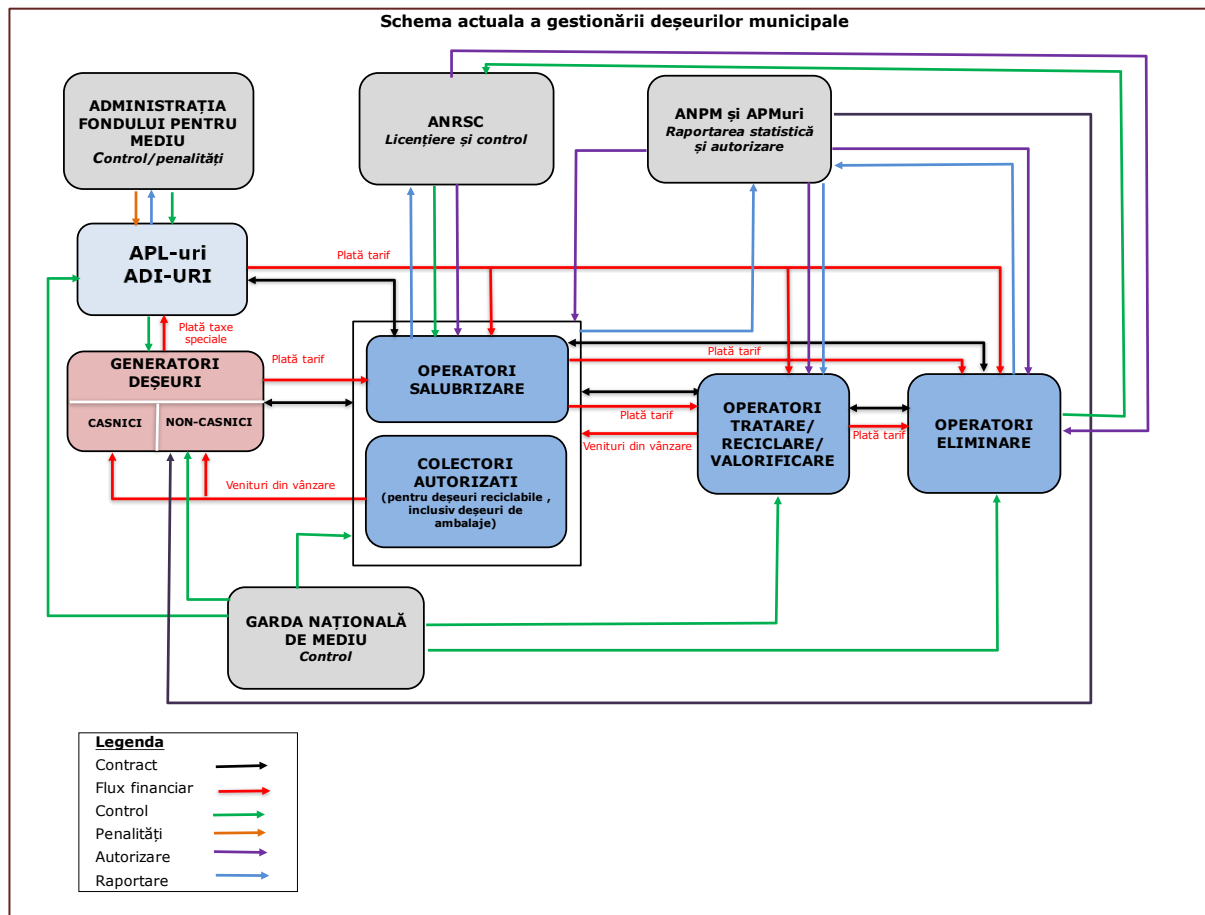 Schema actuala a gestionării deșeurilor municipale
ADMINISTRAȚIA
FONDULUI PENTRU
MEDIU
Control/penalități
ANRSC
Licențiere și control
ANPM și APMuri
Raportarea statistică
și autorizare
APL-uri
ADI-URI
Plată tarif
Plată taxe
speciale
GENERATORI
DEȘEURI
CASNICI
NON-CASNICI
Plată tarif
OPERATORI
SALUBRIZARE
Plată tarif
Plată tarif
Venituri din vânzare
OPERATORI
TRATARE/
RECICLARE/
VALORIFICARE
Plată tarif
OPERATORI
ELIMINARE
Venituri din vânzare
COLECTORI
AUTORIZATI
(pentru deșeuri reciclabile ,
inclusiv deșeuri de
ambalaje)
GARDA NAȚIONALĂ
DE MEDIU
Control
Legenda
Contract
Flux financiar
Control
Penalități
Autorizare
Raportare